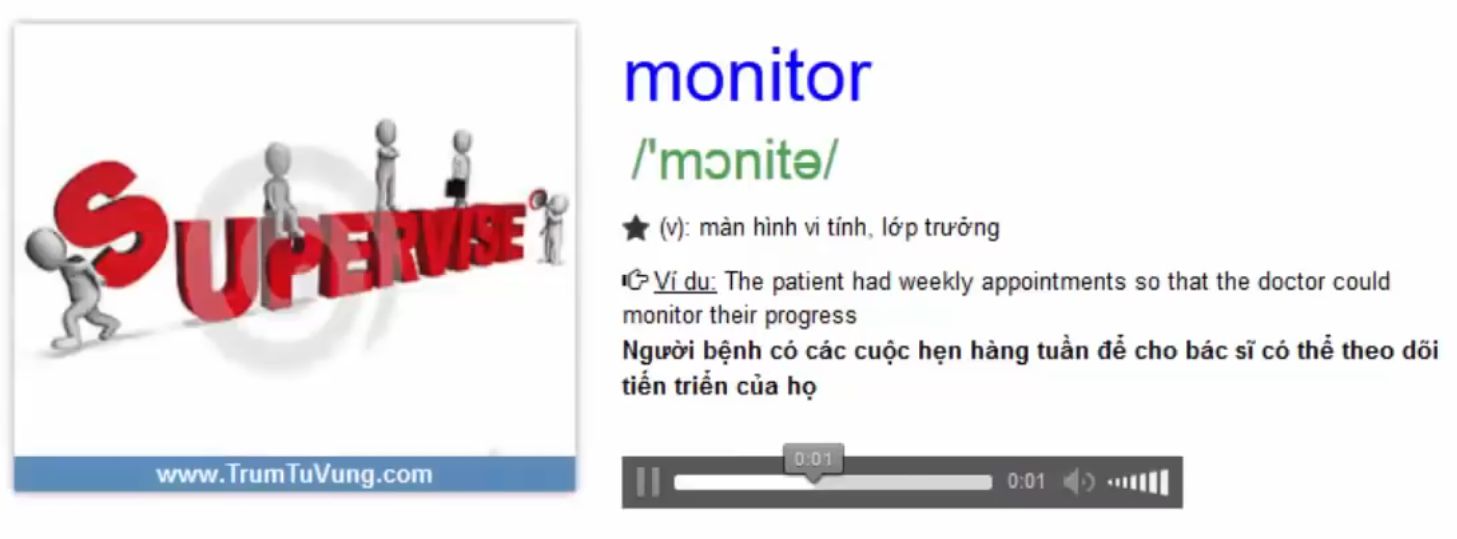 SUPERVISE
www.TrumTuVung.com
monitor
/'mɔnitə/
(v): màn hình vi tính, lớp trưởng
Ví du: The patient had weekly appointments so that the doctor could
monitor their progress
Người bệnh có các cuộc hẹn hàng tuần để cho bác sĩ có thể theo dõi
tiến triển của họ
0:01
0:01